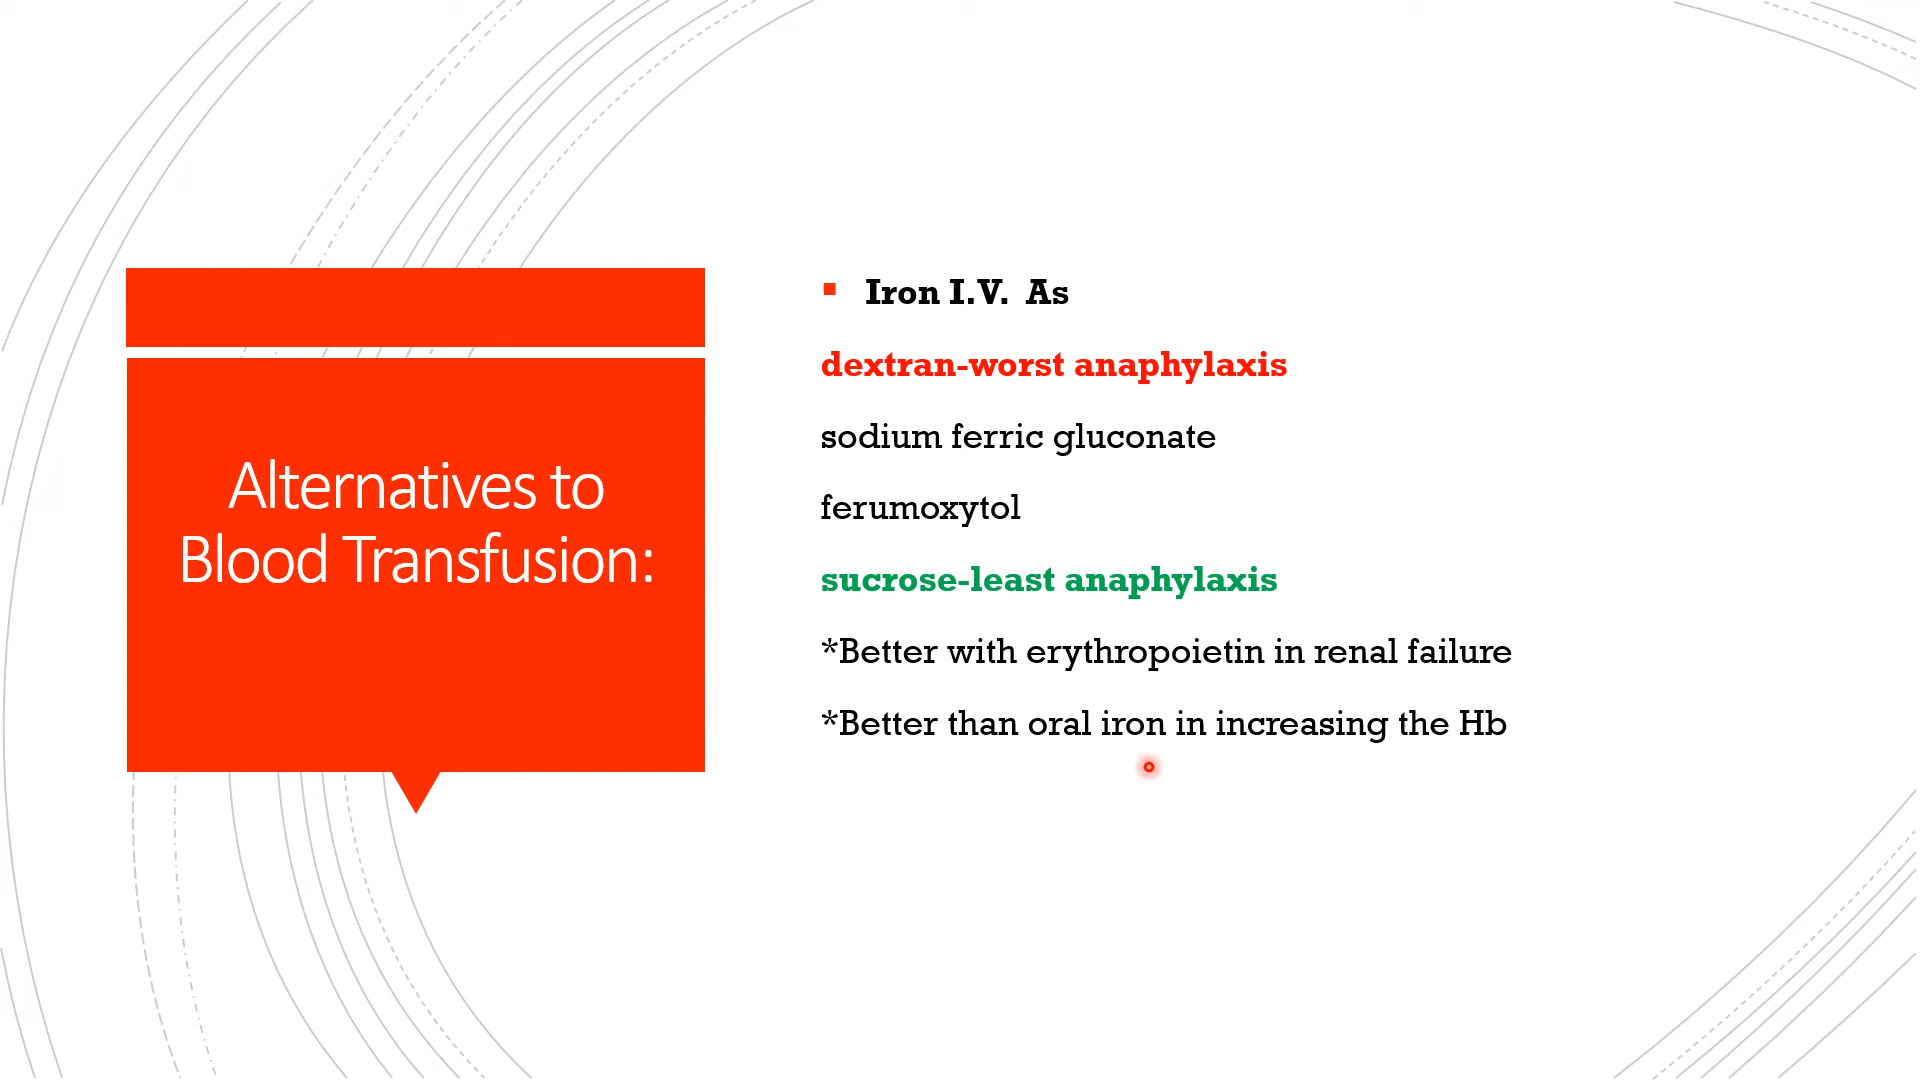 Alternatives to
Blood Transfusion:
Iron I.V. As
dextran-worst anaphylaxis
sodium ferric gluconate
ferumoxytol
sucrose-least anaphylaxis
*Better with erythropoietin in renal failure
*Better than oral iron in increasing the Hb